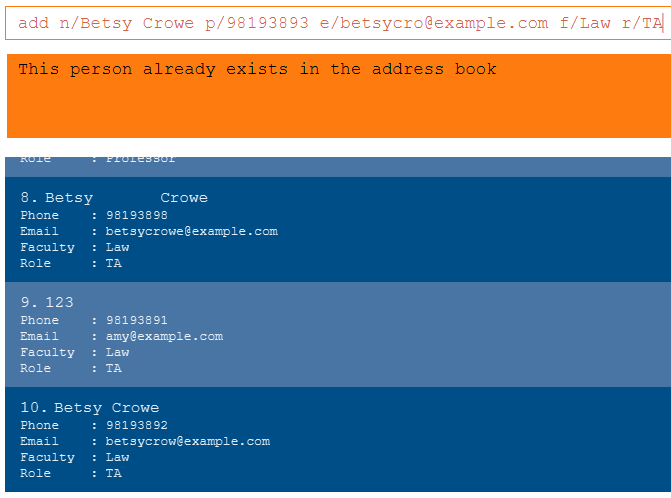 add n/Betsy Crowe p/98193893 e/betsycro@example.com f/Law r/TA
This person already exists in the address book
Role : Professor
8. Betsy Crowe
Phone : 98193898
Email : betsycrowe@example.com
Faculty : Law
Role : TA
9. 123
Phone : 98193891
Email : amy@example.com
Faculty : Law
Role : TA
10. Betsy Crowe
Phone : 98193892
Email : betsycrow@example.com
Faculty : Law
Role : TA